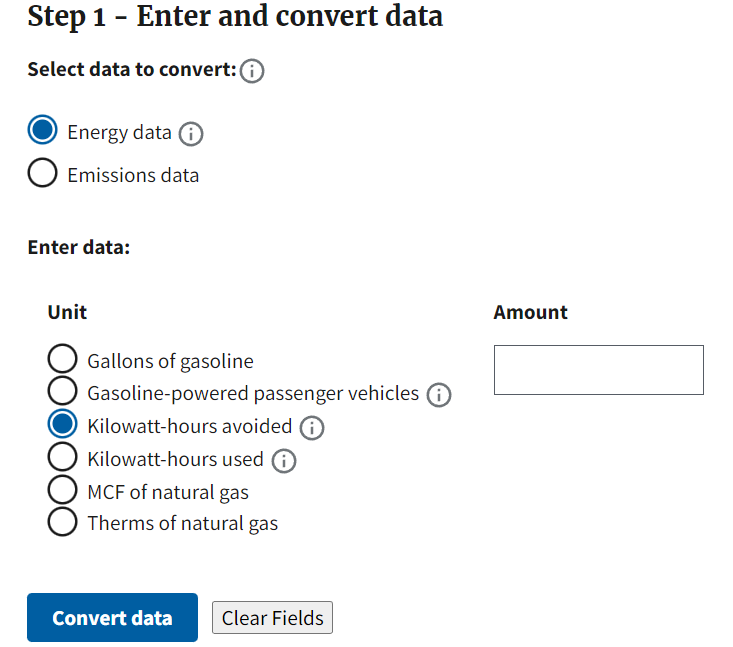 Step 1 – Enter and convert data
Select data to convert:
Energy data
Emissions data
Enter data:
Unit
Amount
Gallons of gasoline
Gasoline-powered passenger vehicles
Kilowatt-hours avoided
Kilowatt-hours used
MCF of natural gas
Therms of natural gas
Convert data
Clear Fields